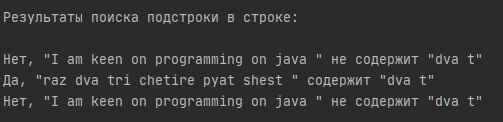 Результаты поиска подстроки в строке:
Нет, "I am keen on programming on java " не содержит "dva t"
Да, "raz dva tri chetire pyat shest " содержит "dva t"
Нет, "I am keen on programming on java " не содержит "dva t"